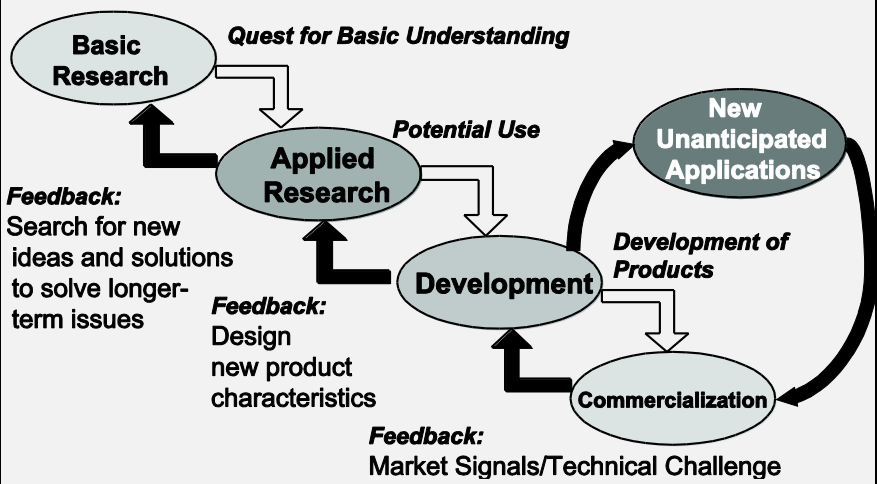 Basic
Research
Quest for Basic Understanding
Potential Use
New
Unanticipated
Applications
Applied
Research
Feedback:
Search for new
ideas and solutions
to solve longer-
term issues
Development of
Products
Development
Feedback:
Design
new product
characteristics
Commercialization
Feedback:
Market Signals/Technical Challenge